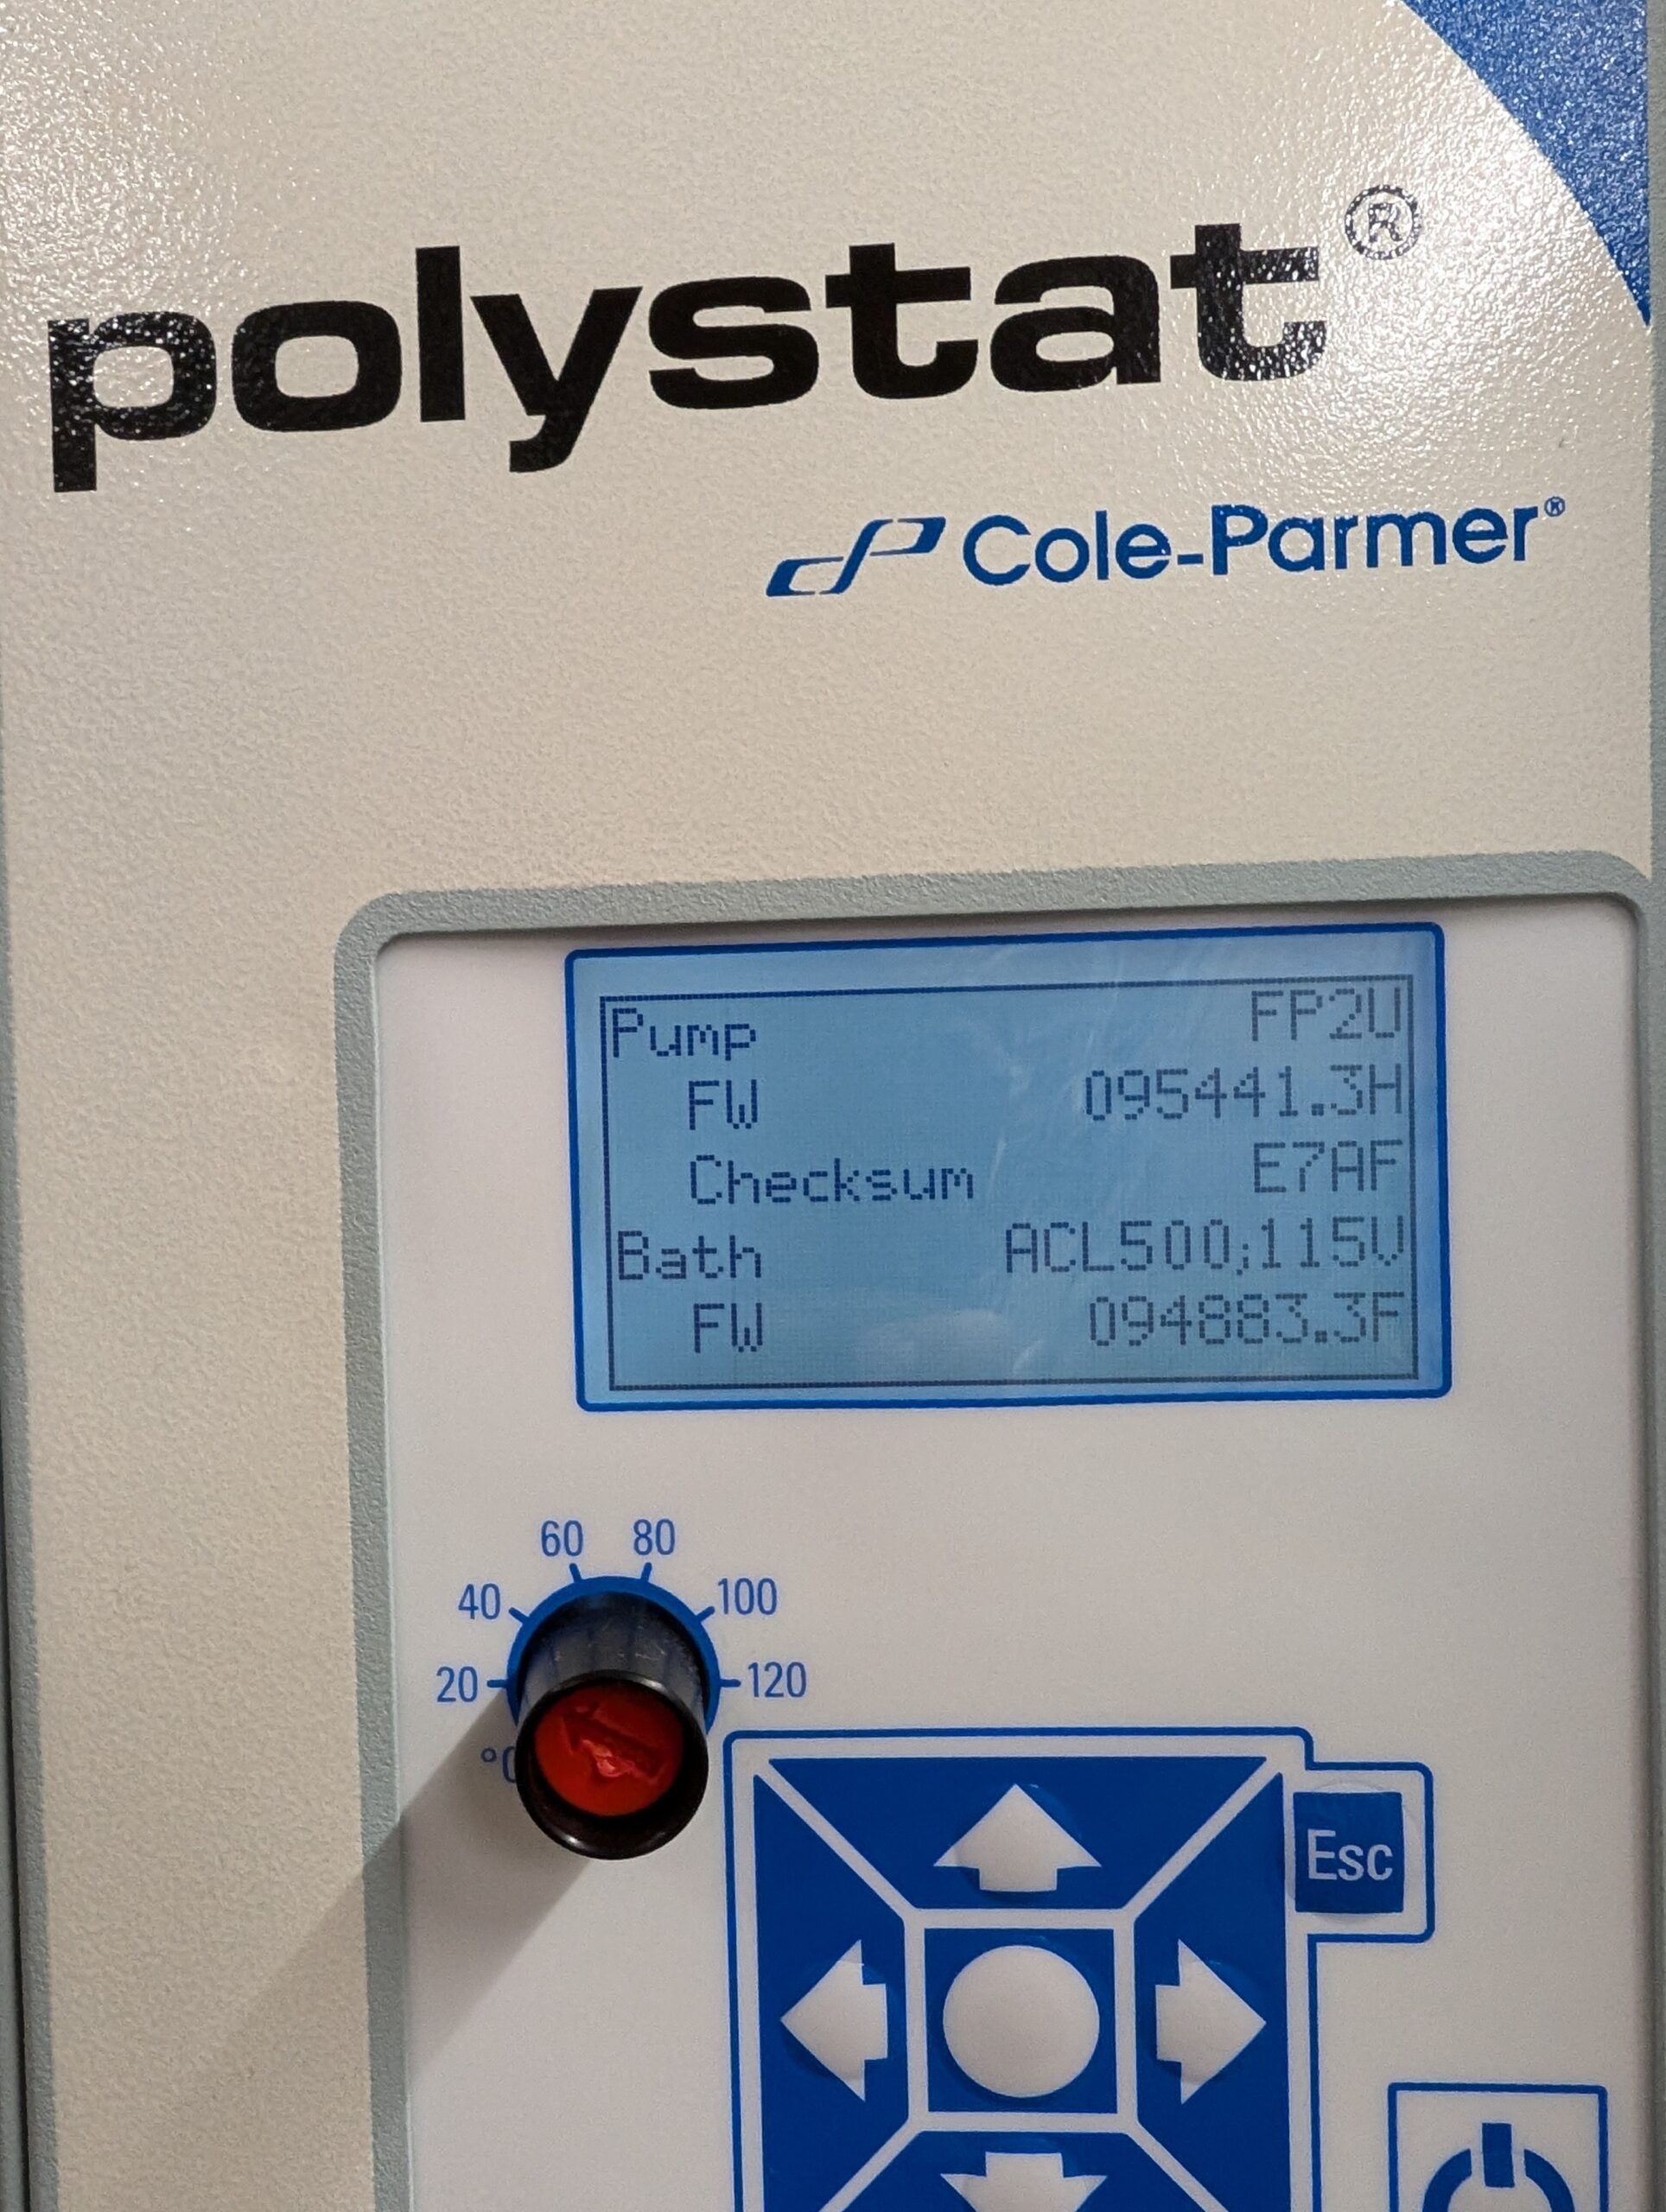 polystat®
Cole-Parmer®
Pump FP2U
FW 095441.3H
Checksum E7AF
Bath ACL500;115V
FW 094883.3F
60 80
40 100
20 120
Esc